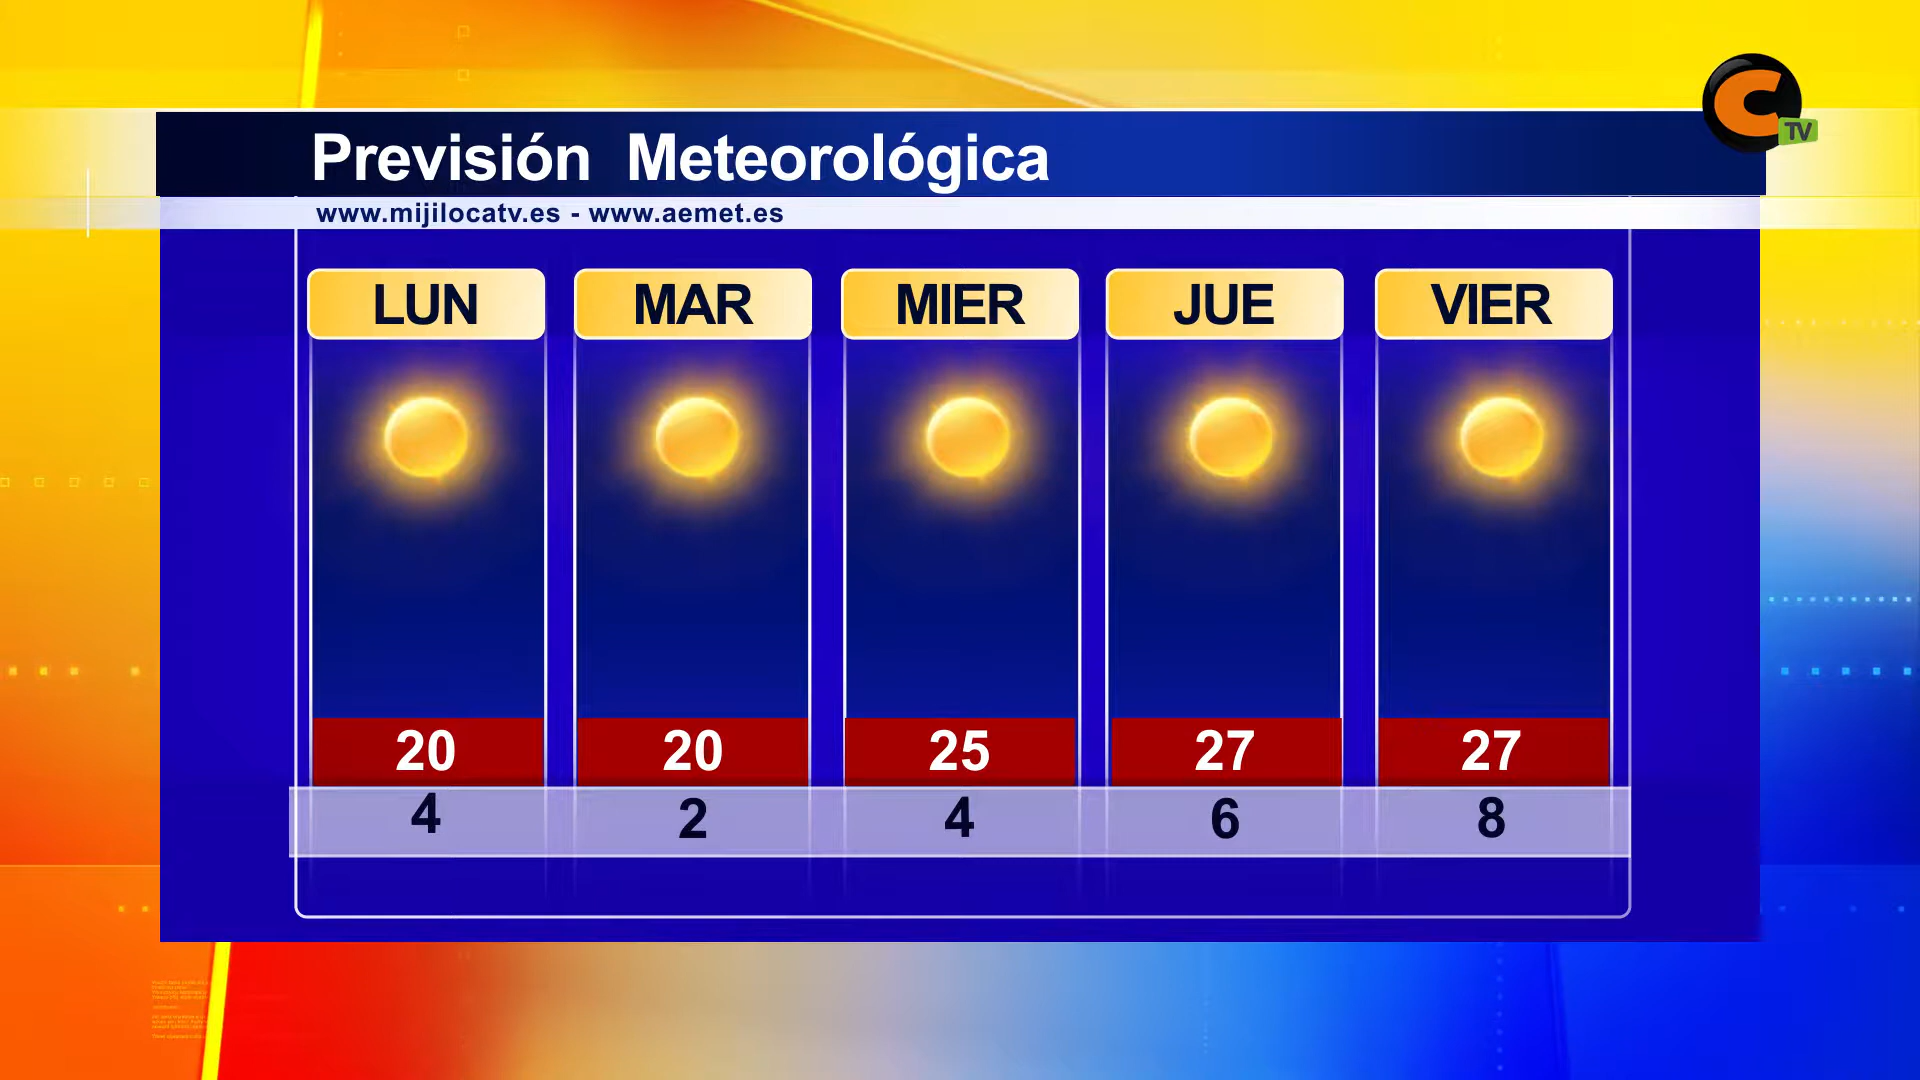 C
TV
Previsión Meteorológica
www.mijilocatv.es - www.aemet.es
LUN MAR MIER JUE VIER
20 20 25 27 27
4 2 4 6 8